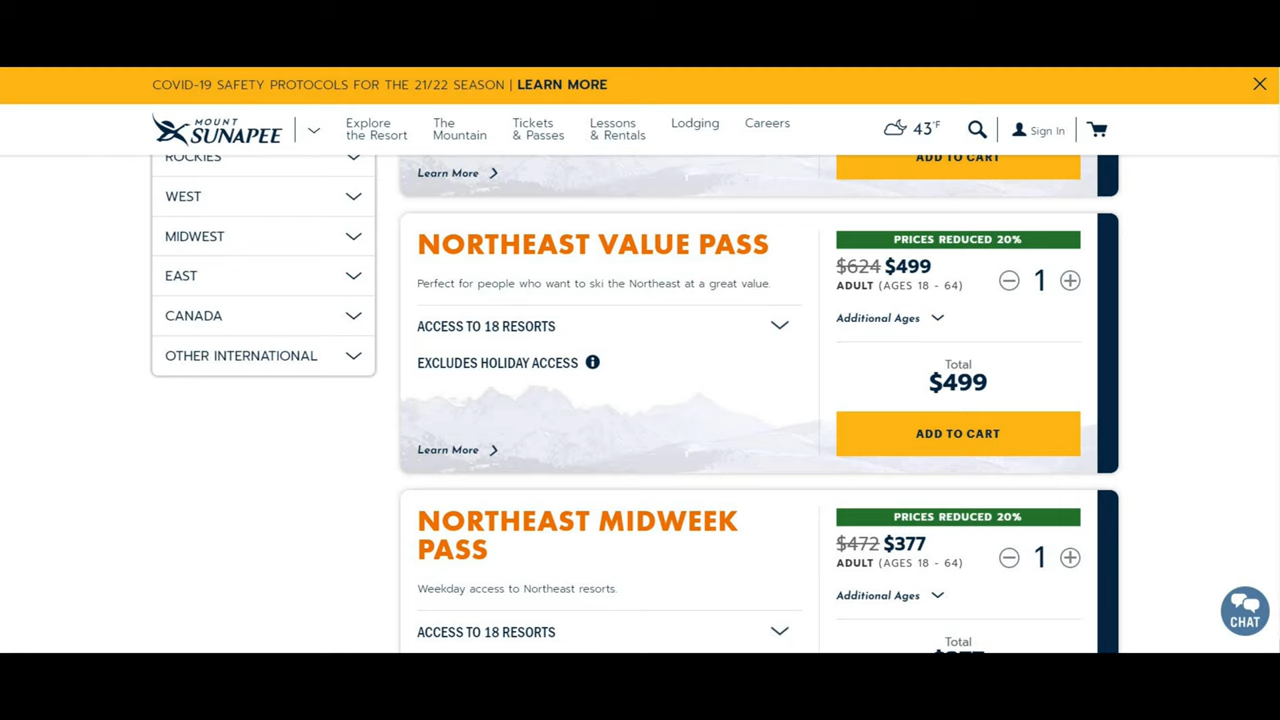 COVID-19 SAFETY PROTOCOLS FOR THE 21/22 SEASON | LEARN MORE
MOUNT
SUNAPEE
Explore
the Resort
The
Mountain
Tickets
& Passes
Lessons
& Rentals
Lodging
Careers
43°F
Sign In
ROCKIES
WEST
MIDWEST
EAST
CANADA
OTHER INTERNATIONAL
Learn More
ADD TO CART
NORTHEAST VALUE PASS
Perfect for people who want to ski the Northeast at a great value.
ACCESS TO 18 RESORTS
EXCLUDES HOLIDAY ACCESS
Learn More
PRICES REDUCED 20%
$624 $499
ADULT (AGES 18 - 64)
1
Additional Ages
Total
$499
ADD TO CART
NORTHEAST MIDWEEK
PASS
Weekday access to Northeast resorts.
ACCESS TO 18 RESORTS
PRICES REDUCED 20%
$472 $377
ADULT (AGES 18 - 64)
1
Additional Ages
Total
CHAT